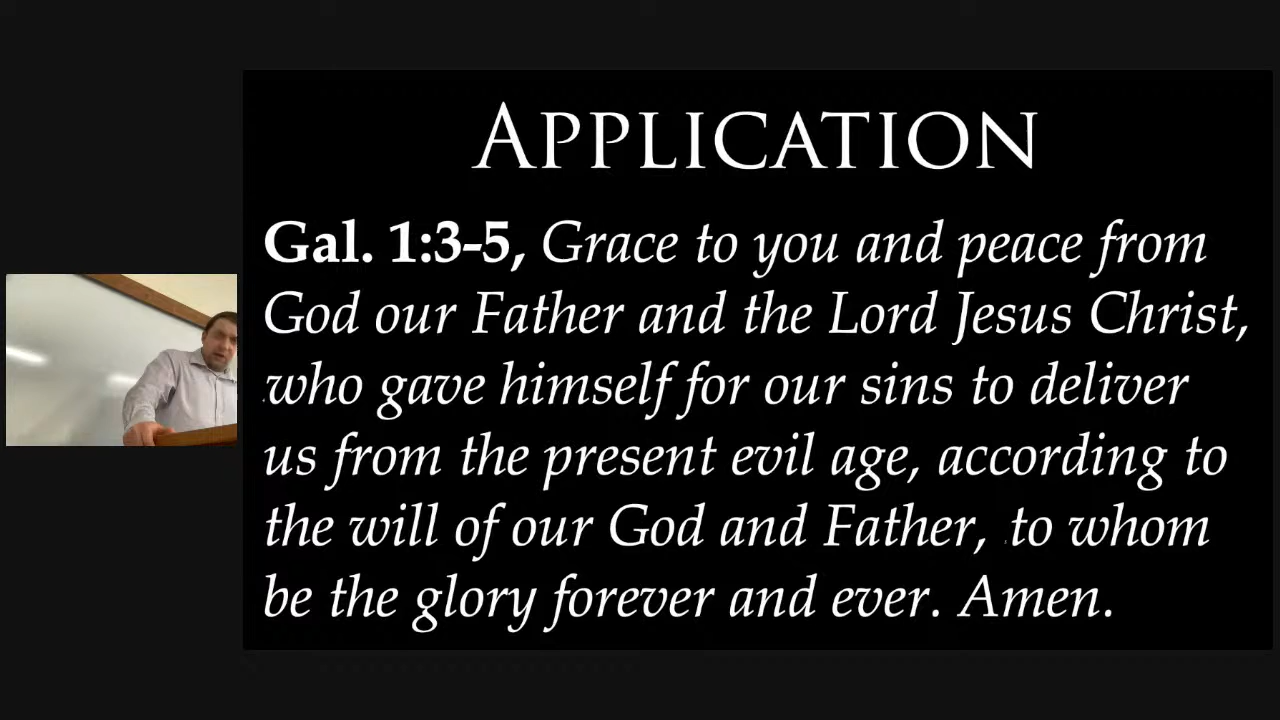 APPLICATION
Gal. 1:3-5, Grace to you and peace from
God our Father and the Lord Jesus Christ,
who gave himself for our sins to deliver
us from the present evil age, according to
the will of our God and Father, to whom
be the glory forever and ever. Amen.